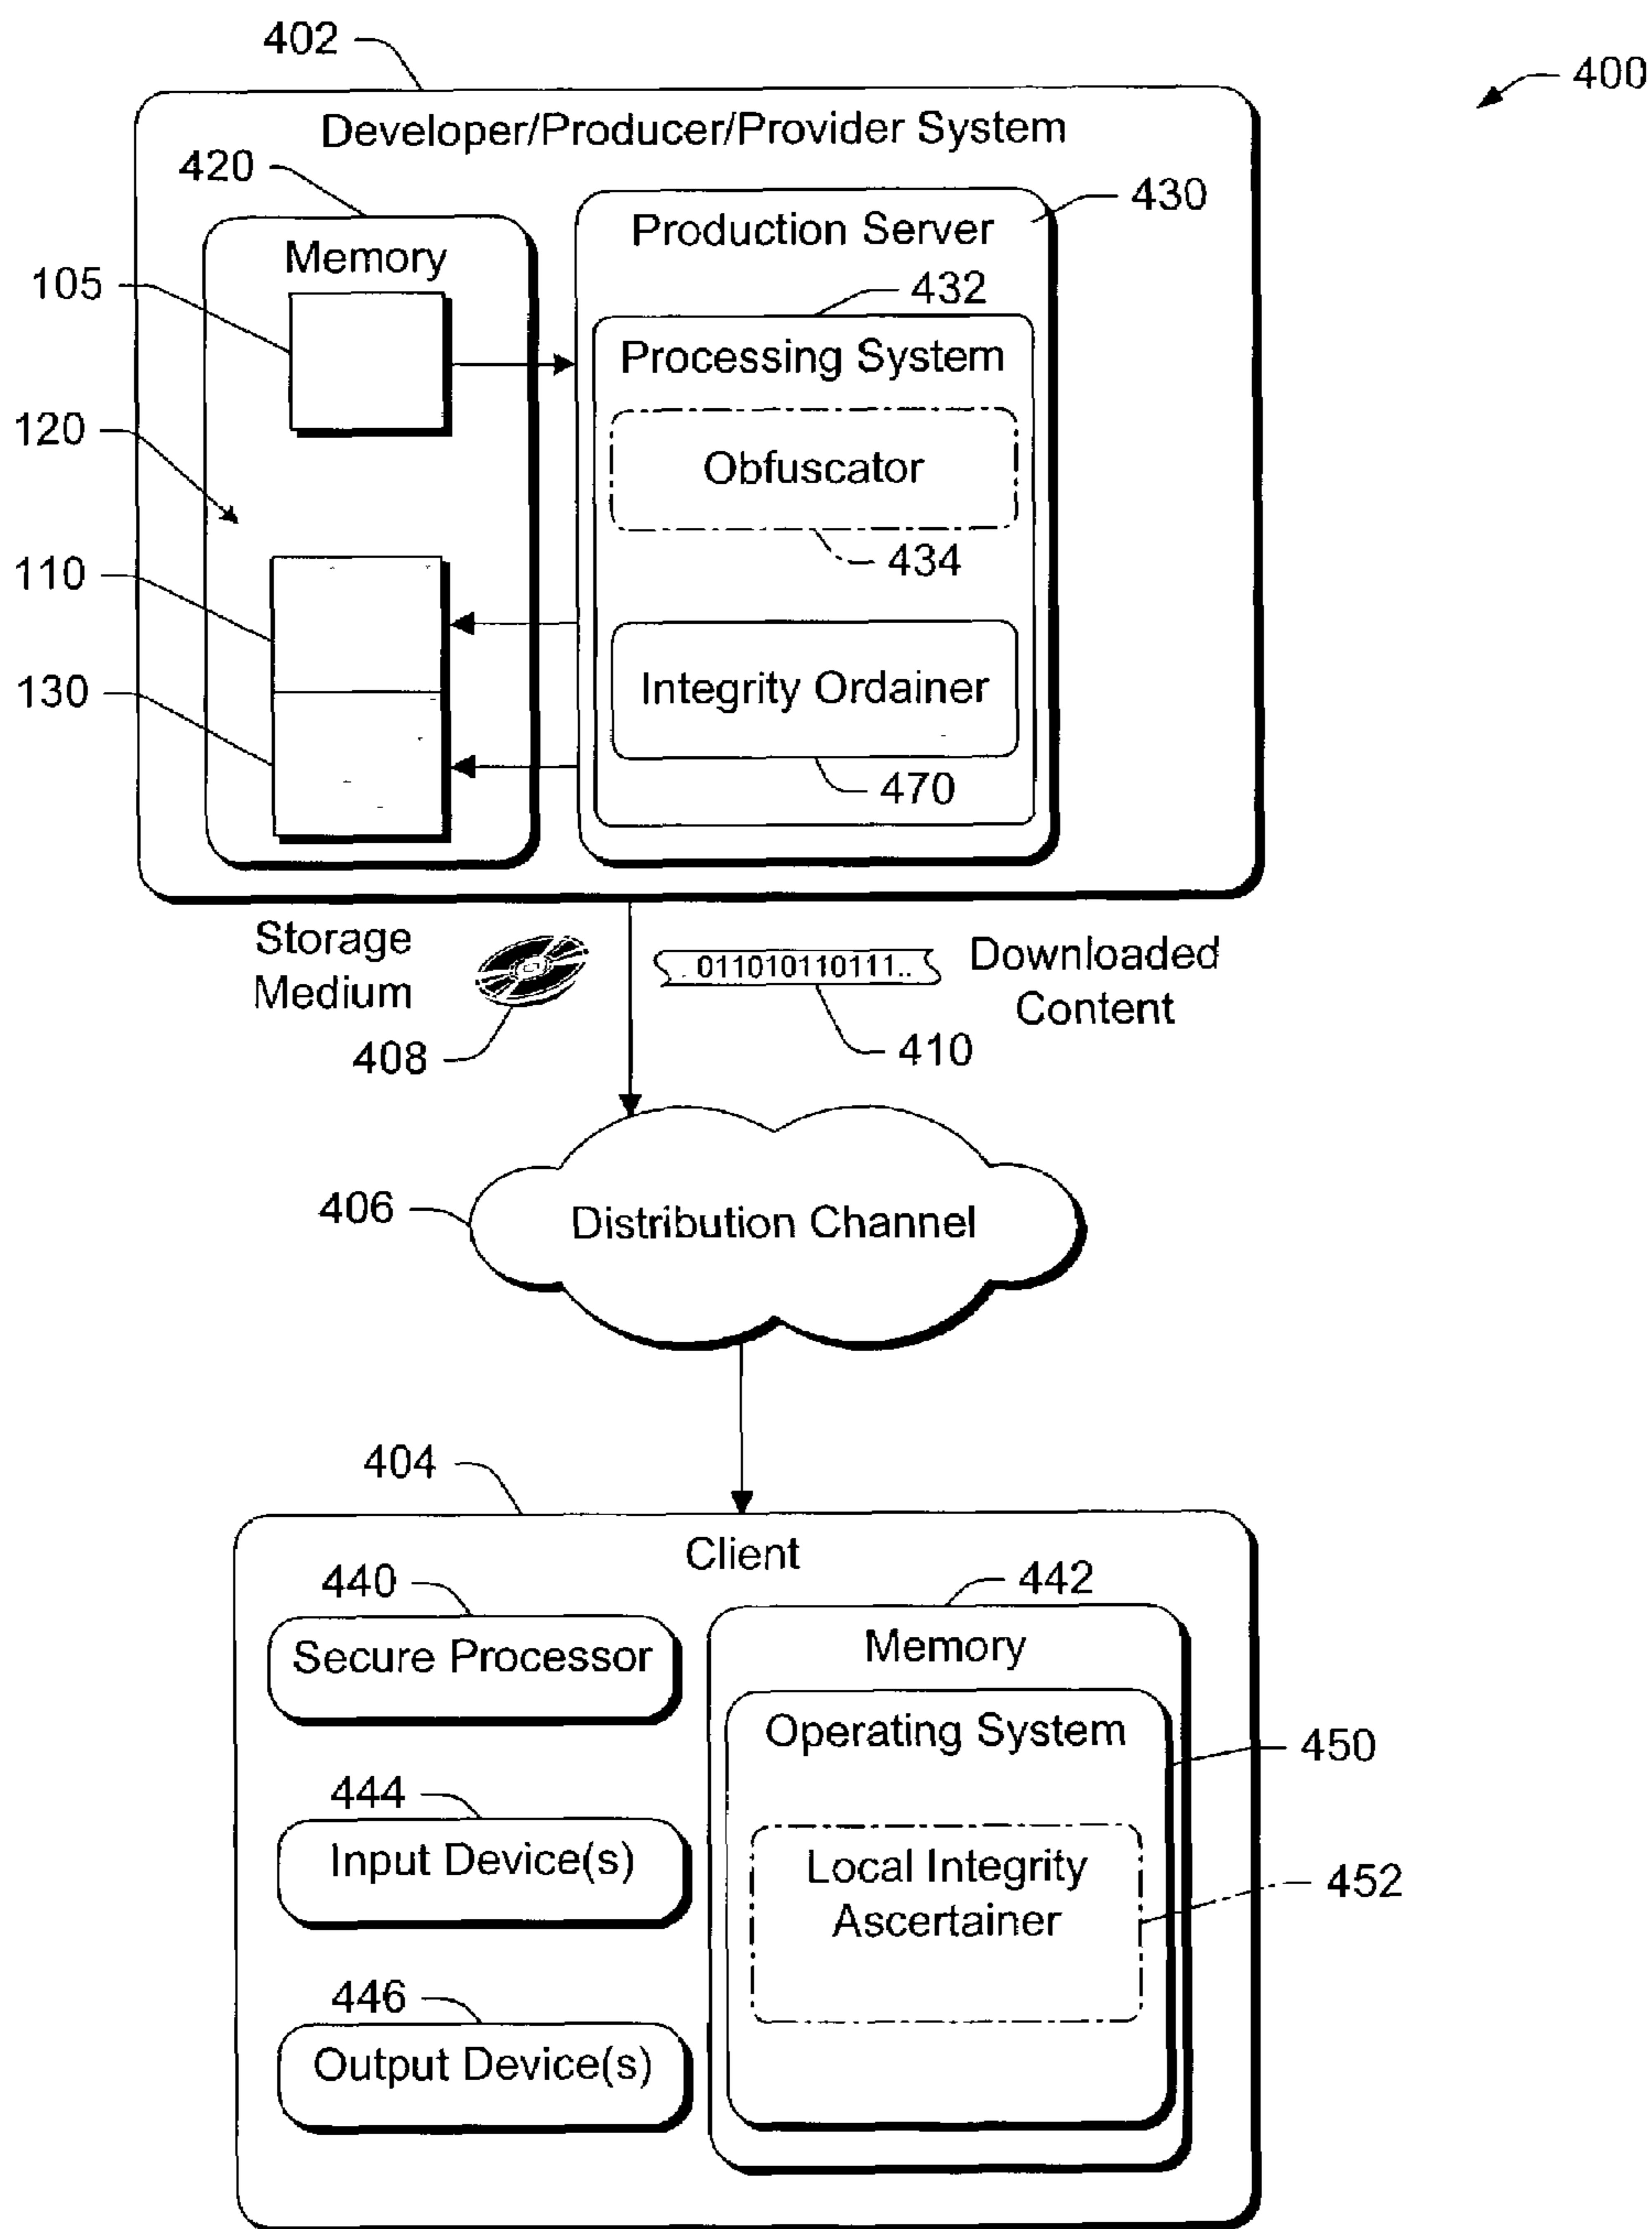 402
400
Developer/Producer/Provider System
420
430
Production Server
Memory
105
432
Processing System
120
Obfuscator
434
110
130
Integrity Ordainer
470
Storage
Medium
408
. 011010110111..
410
Downloaded
Content
406
Distribution Channel
404
Client
440
442
Secure Processor
Memory
Operating System
450
444
Input Device(s)
Local Integrity
Ascertainer
452
446
Output Device(s)